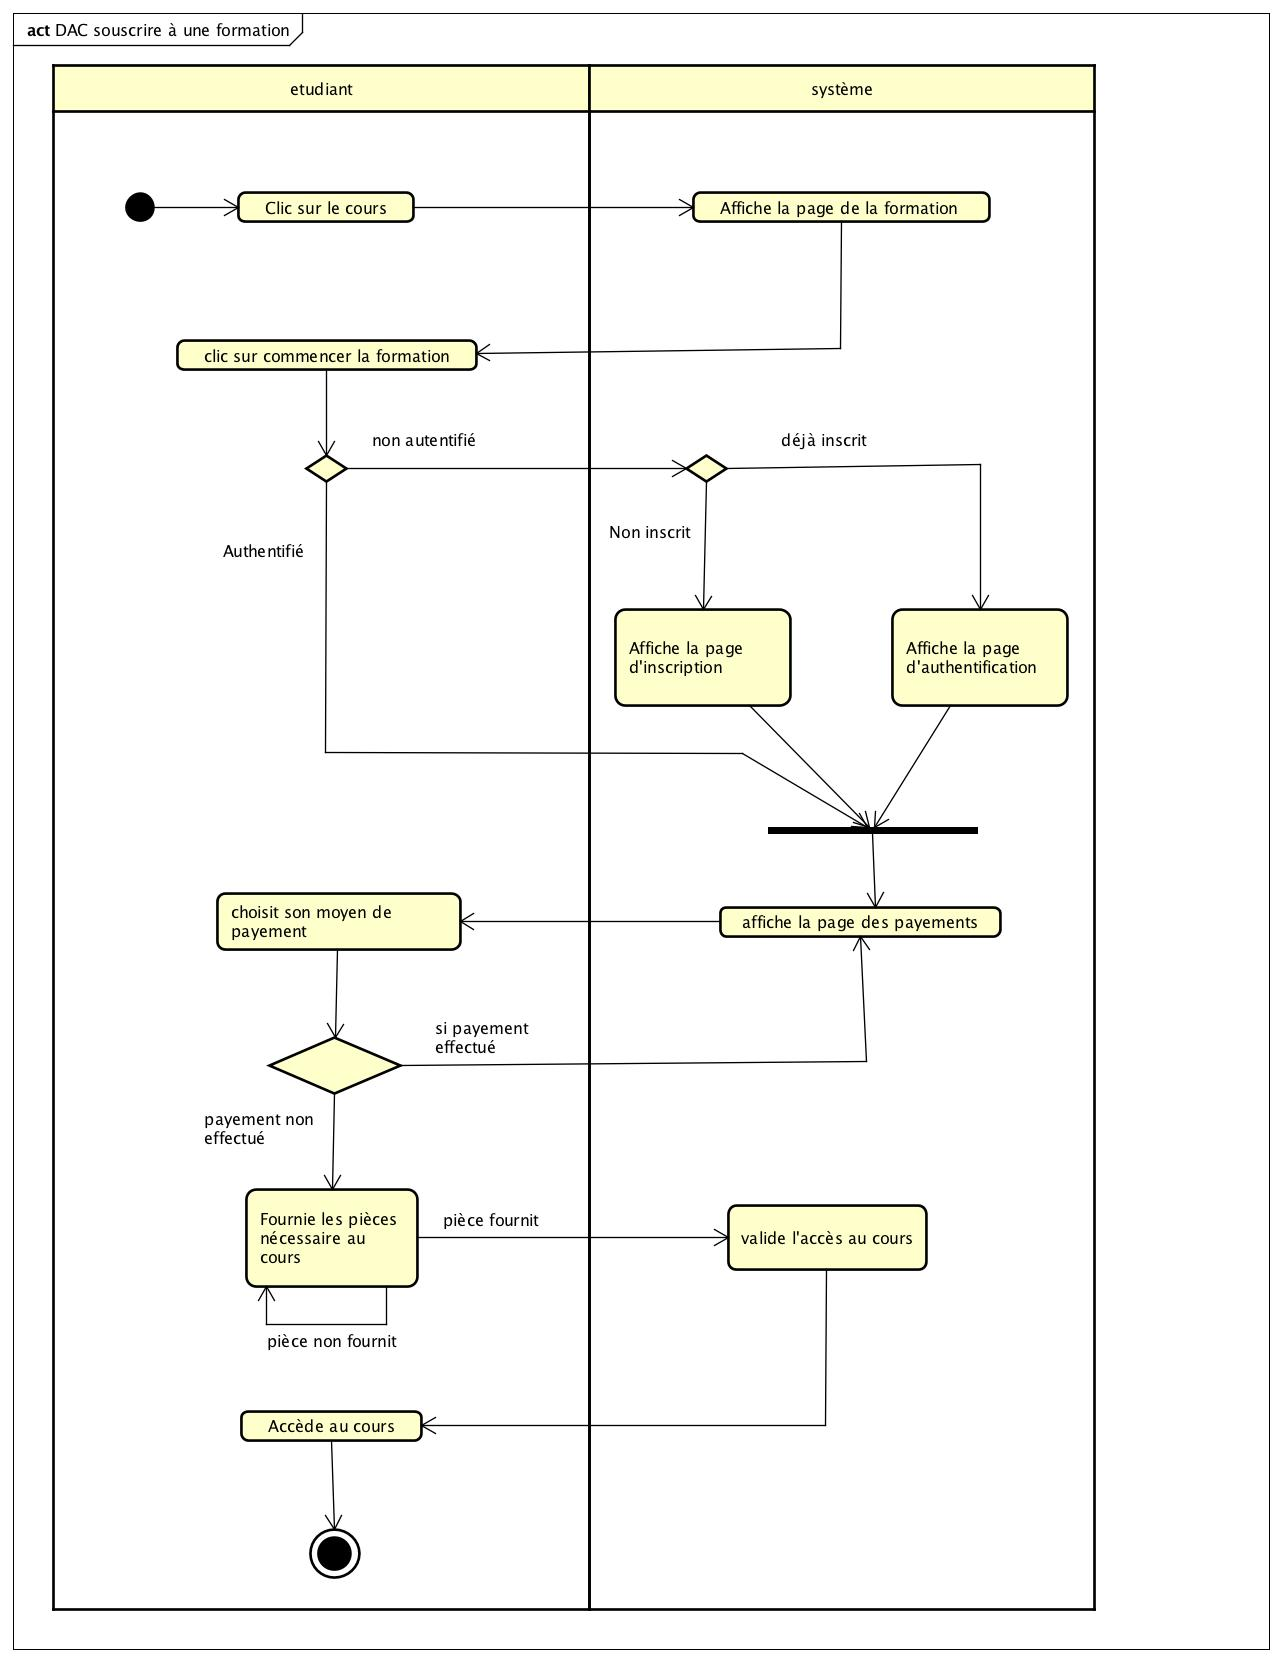 act DAC souscrire à une formation
etudiant
système
Clic sur le cours
Affiche la page de la formation
clic sur commencer la formation
non autentifié
déjà inscrit
Non inscrit
Authentifié
Affiche la page
d'inscription
Affiche la page
d'authentification
choisit son moyen de
payement
affiche la page des payements
si payement
effectué
payement non
effectué
Fournie les pièces
nécessaire au
cours
pièce fournit
valide l'accès au cours
pièce non fournit
Accède au cours